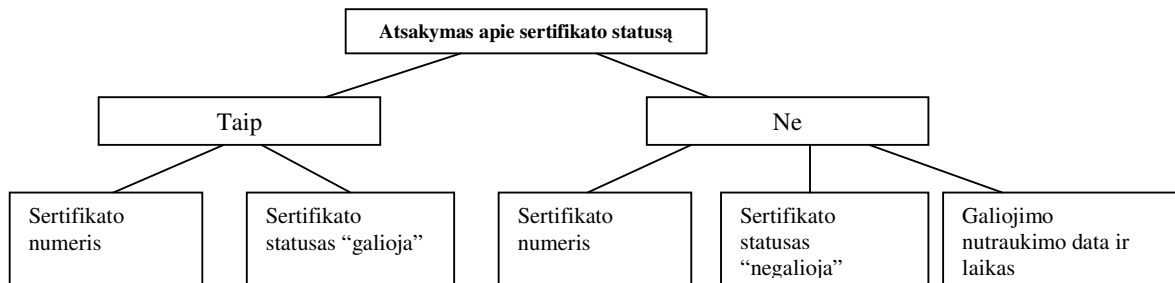 Atsakymas apie sertifikato statusą
Taip
Ne
Sertifikato
numeris
Sertifikato
statusas “galioja”
Sertifikato
numeris
Sertifikato
statusas
“negalioja”
Galiojimo
nutraukimo data ir
laikas